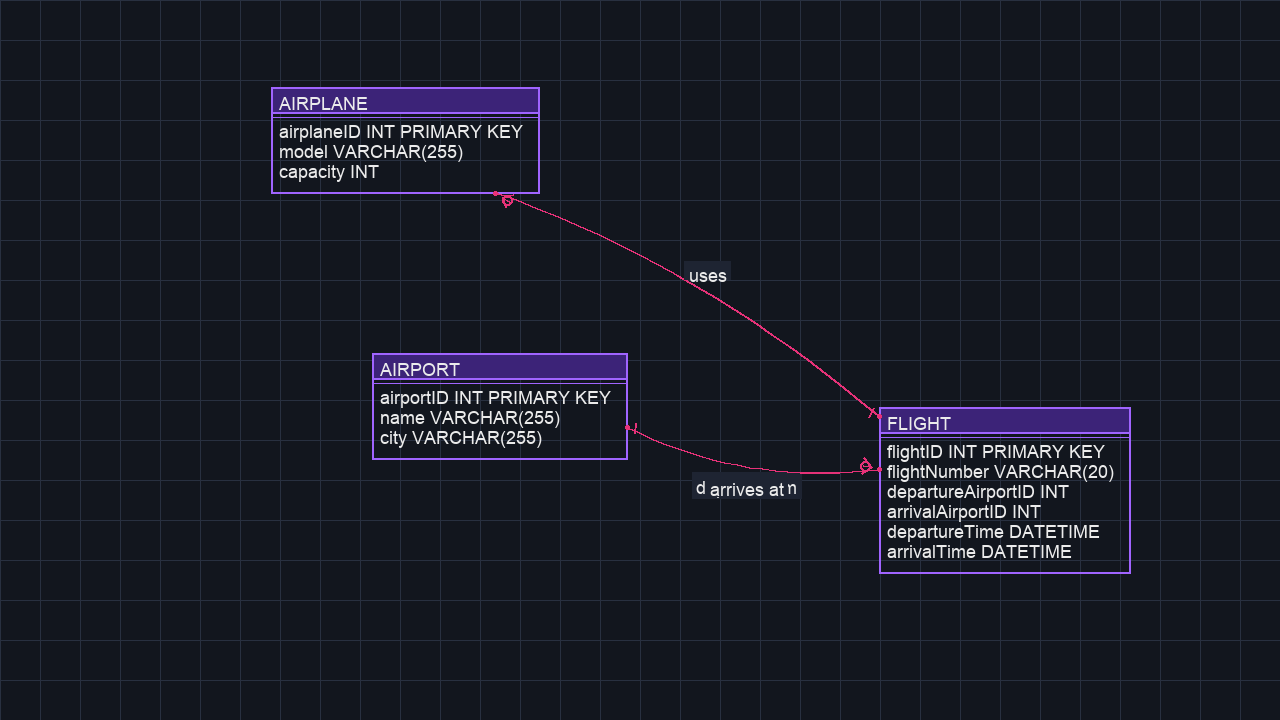 AIRPLANE
airplaneID INT PRIMARY KEY
model VARCHAR(255)
capacity INT
uses
AIRPORT
airportID INT PRIMARY KEY
name VARCHAR(255)
city VARCHAR(255)
arrives at
FLIGHT
flightID INT PRIMARY KEY
flightNumber VARCHAR(20)
departureAirportID INT
arrivalAirportID INT
departureTime DATETIME
arrivalTime DATETIME